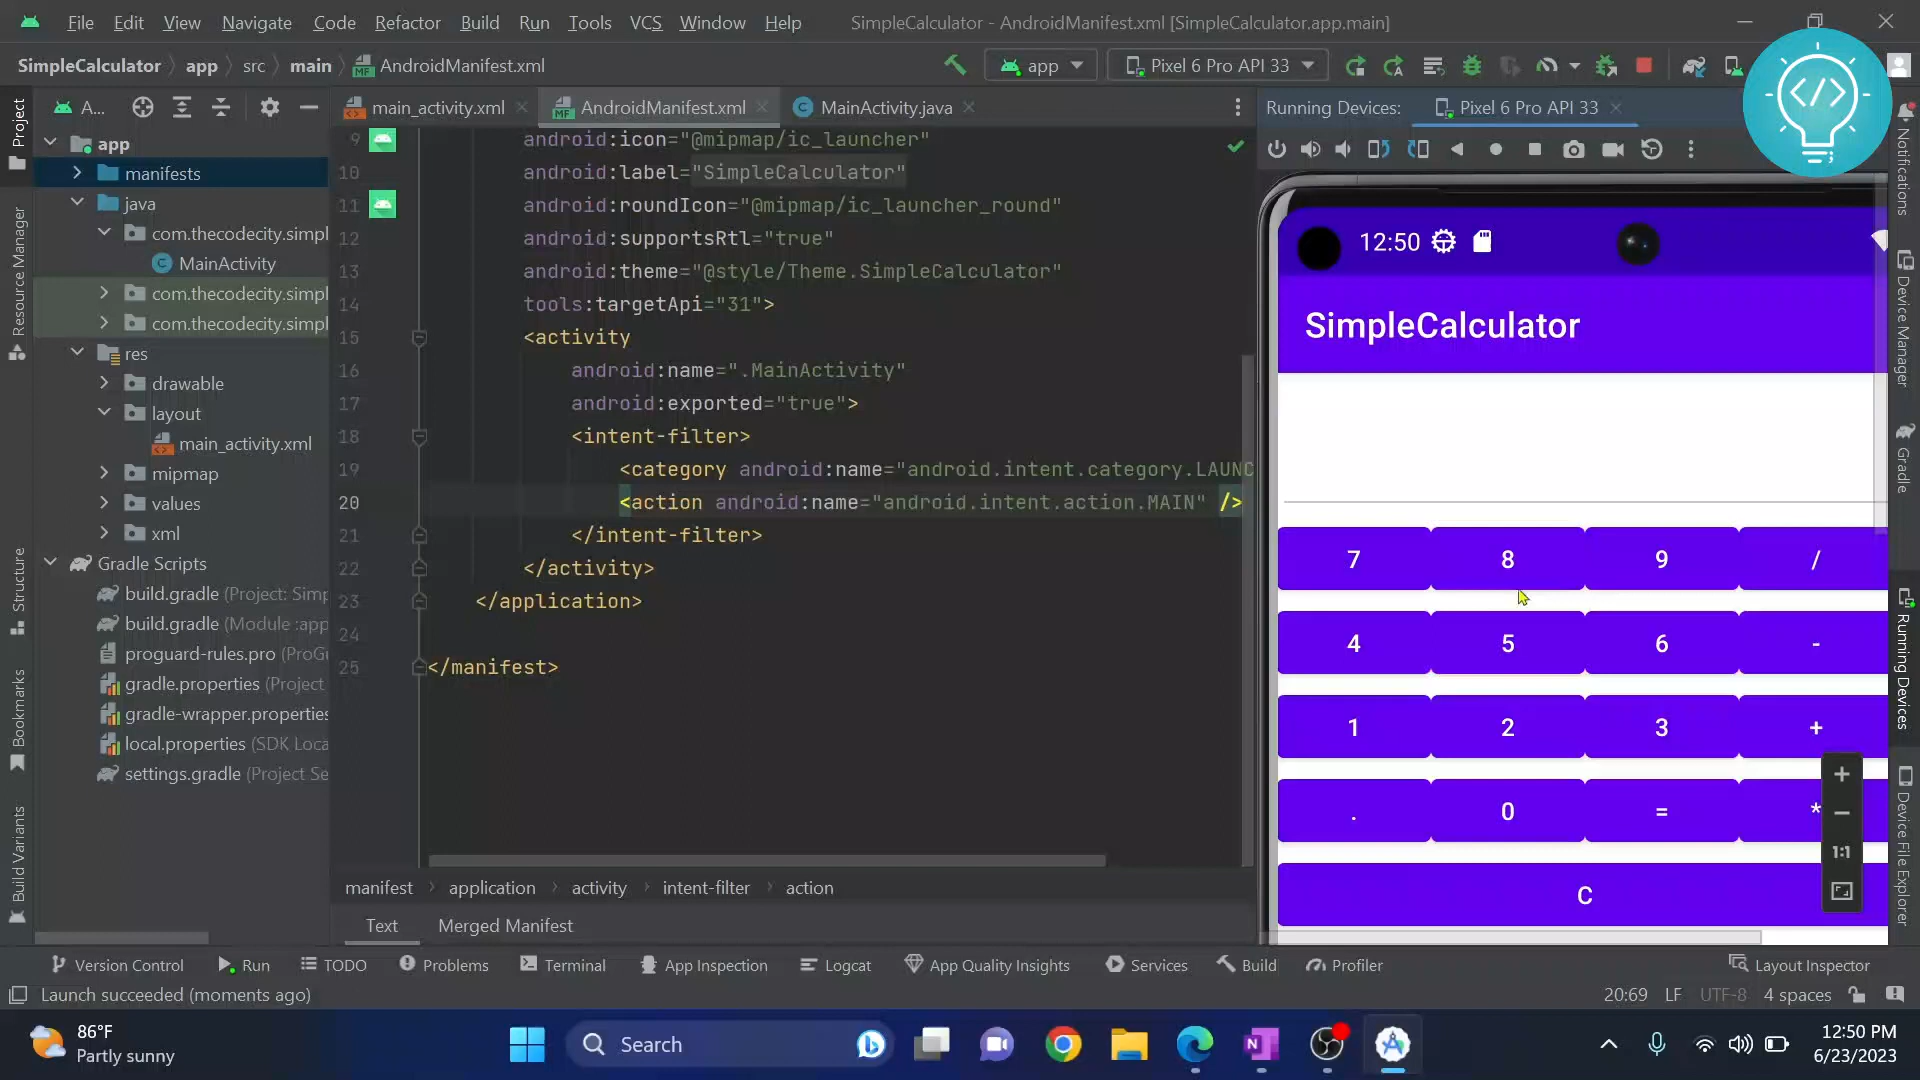 File Edit View Navigate Code Refactor Build Run Tools VCS Window Help SimpleCalculator - AndroidManifest.xml [SimpleCalculator.app.main]
SimpleCalculator app src main AndroidManifest.xml app Pixel 6 Pro API 33
A... main_activity.xml AndroidManifest.xml MainActivity.java Running Devices: Pixel 6 Pro API 33
</>
Project
Resource Manager
Structure
Bookmarks
Build Variants
app
manifests
java
com.thecodecity.simpl
MainActivity
com.thecodecity.simpl
com.thecodecity.simpl
res
drawable
layout
main_activity.xml
mipmap
values
xml
Gradle Scripts
build.gradle (Project: Simp
build.gradle (Module :app
proguard-rules.pro (ProGu
gradle.properties (Project
gradle-wrapper.properties
local.properties (SDK Loca
settings.gradle (Project Se
9 android:icon="@mipmap/ic_launcher"
10 android:label="SimpleCalculator"
11 android:roundIcon="@mipmap/ic_launcher_round"
12 android:supportsRtl="true"
13 android:theme="@style/Theme.SimpleCalculator"
14 tools:targetApi="31">
15 <activity
16 android:name=".MainActivity"
17 android:exported="true">
18 <intent-filter>
19 <category android:name="android.intent.category.LAUNC
20 <action android:name="android.intent.action.MAIN" />
21 </intent-filter>
22 </activity>
23 </application>
24
25 </manifest>
manifest application activity intent-filter action
Text Merged Manifest
12:50
SimpleCalculator
7 8 9 /
4 5 6 -
1 2 3 +
. 0 = *
C
+
−
1:1
Notifications
Device Manager
Gradle
Running Devices
Device File Explorer
Version Control Run TODO Problems Terminal App Inspection Logcat App Quality Insights Services Build Profiler Layout Inspector
Launch succeeded (moments ago) 20:69 LF UTF-8 4 spaces
86°F
Partly sunny
Search
12:50 PM
6/23/2023